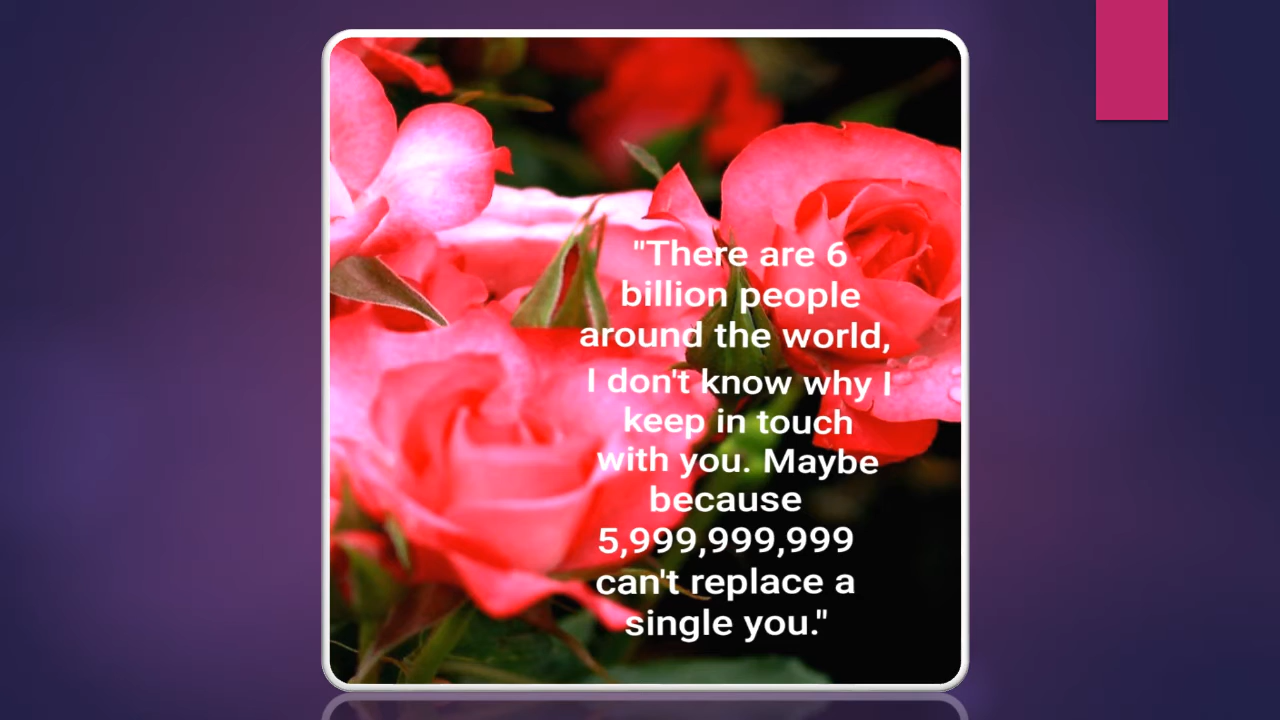 "There are 6
billion people
around the world,
I don't know why I
keep in touch
with you. Maybe
because
5,999,999,999
can't replace a
single you."